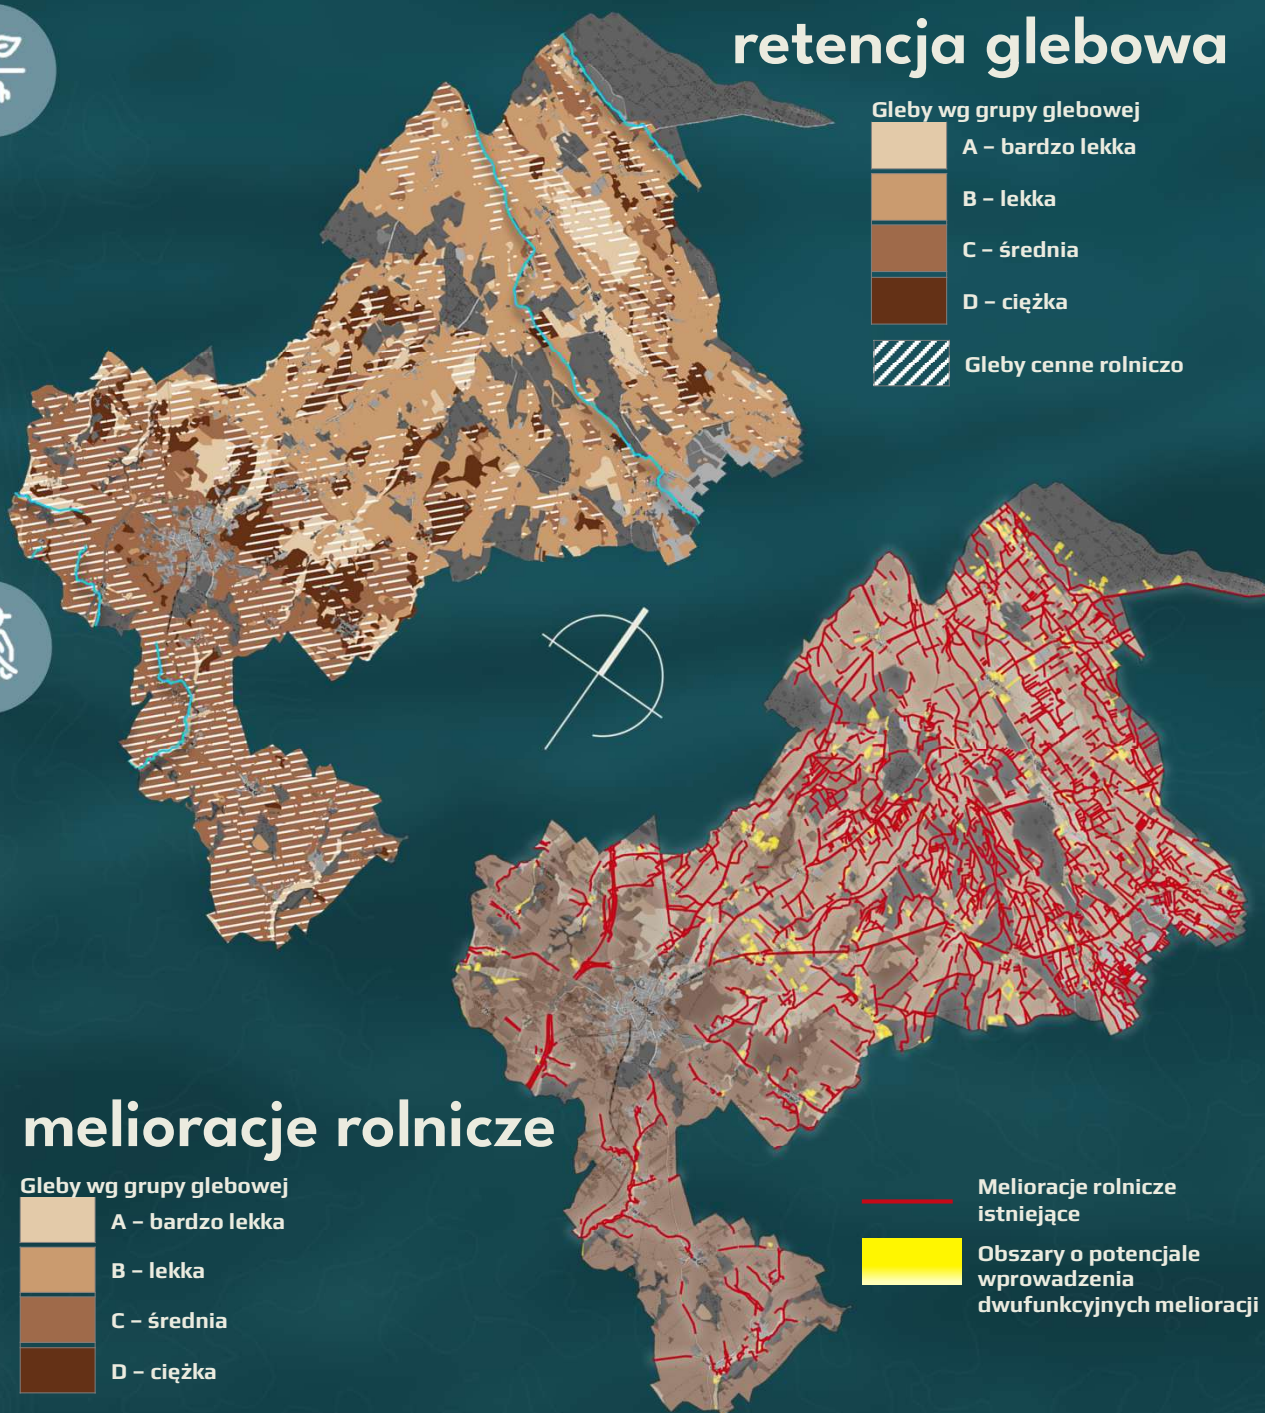 retencja glebowa
Gleby wg grupy glebowej
A – bardzo lekka
B – lekka
C – średnia
D – ciężka
Gleby cenne rolniczo
melioracje rolnicze
Gleby wg grupy glebowej
A – bardzo lekka
B – lekka
C – średnia
D – ciężka
Melioracje rolnicze
istniejące
Obszary o potencjale
wprowadzenia
dwufunkcyjnych melioracji